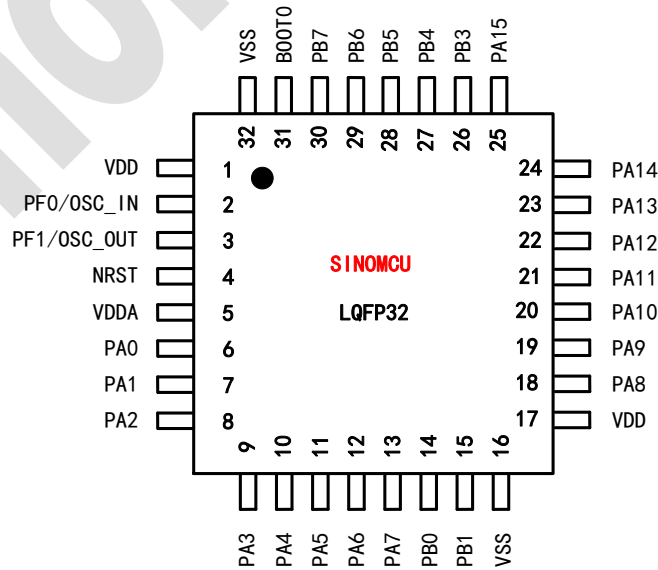 VSS BOOT0 PB7 PB6 PB5 PB4 PB3 PA15
32 31 30 29 28 27 26 25
VDD 1 24 PA14
PF0/OSC_IN 2 23 PA13
PF1/OSC_OUT 3 22 PA12
SINOMCU
NRST 4 21 PA11
VDDA 5 LQFP32 20 PA10
PA0 6 19 PA9
PA1 7 18 PA8
PA2 8 17 VDD
9 10 11 12 13 14 15 16
PA3 PA4 PA5 PA6 PA7 PB0 PB1 VSS